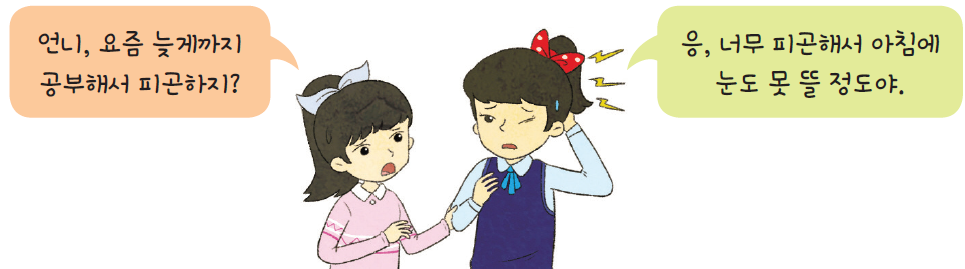 언니, 요즘 늦게까지
공부해서 피곤하지?
응, 너무 피곤해서 아침에
눈도 못 뜰 정도야.